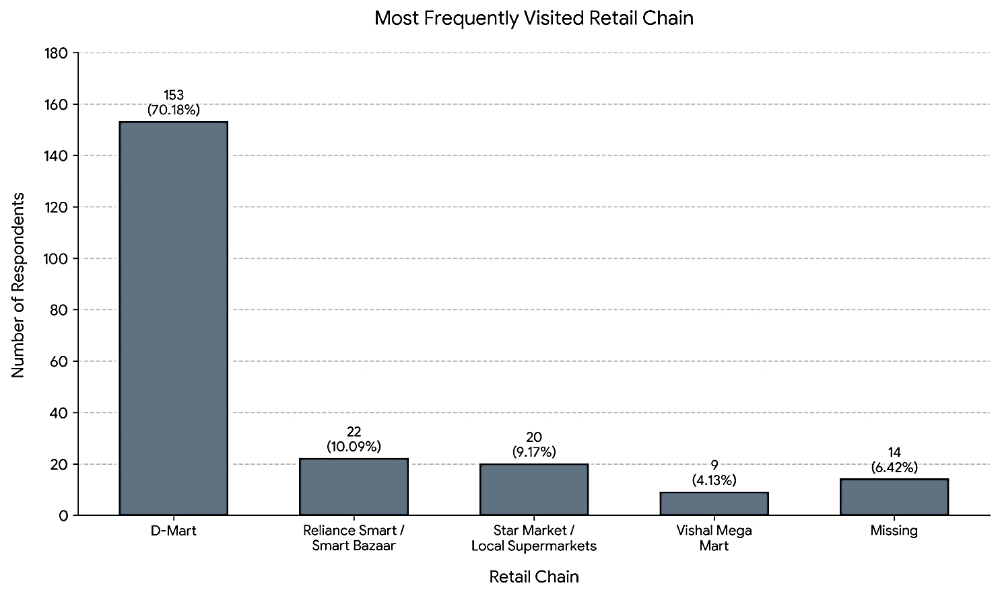 Most Frequently Visited Retail Chain
Number of Respondents
180
160
140
120
100
80
60
40
20
0
153
(70.18%)
22
(10.09%)
20
(9.17%)
9
(4.13%)
14
(6.42%)
D-Mart
Reliance Smart /
Smart Bazaar
Star Market /
Local Supermarkets
Vishal Mega
Mart
Missing
Retail Chain